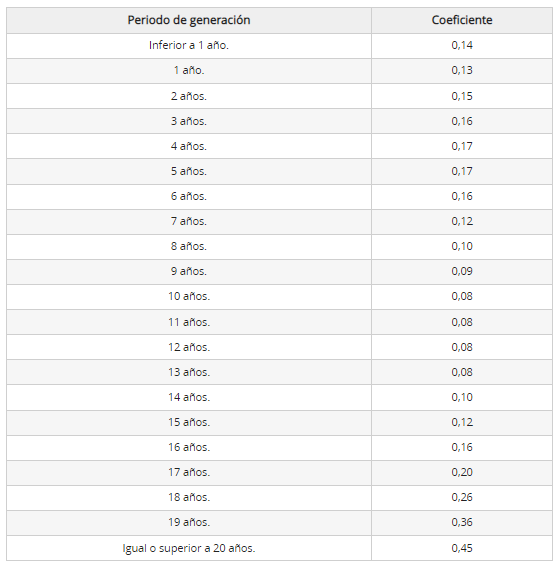 Periodo de generación Coeficiente
Inferior a 1 año. 0,14
1 año. 0,13
2 años. 0,15
3 años. 0,16
4 años. 0,17
5 años. 0,17
6 años. 0,16
7 años. 0,12
8 años. 0,10
9 años. 0,09
10 años. 0,08
11 años. 0,08
12 años. 0,08
13 años. 0,08
14 años. 0,10
15 años. 0,12
16 años. 0,16
17 años. 0,20
18 años. 0,26
19 años. 0,36
Igual o superior a 20 años. 0,45